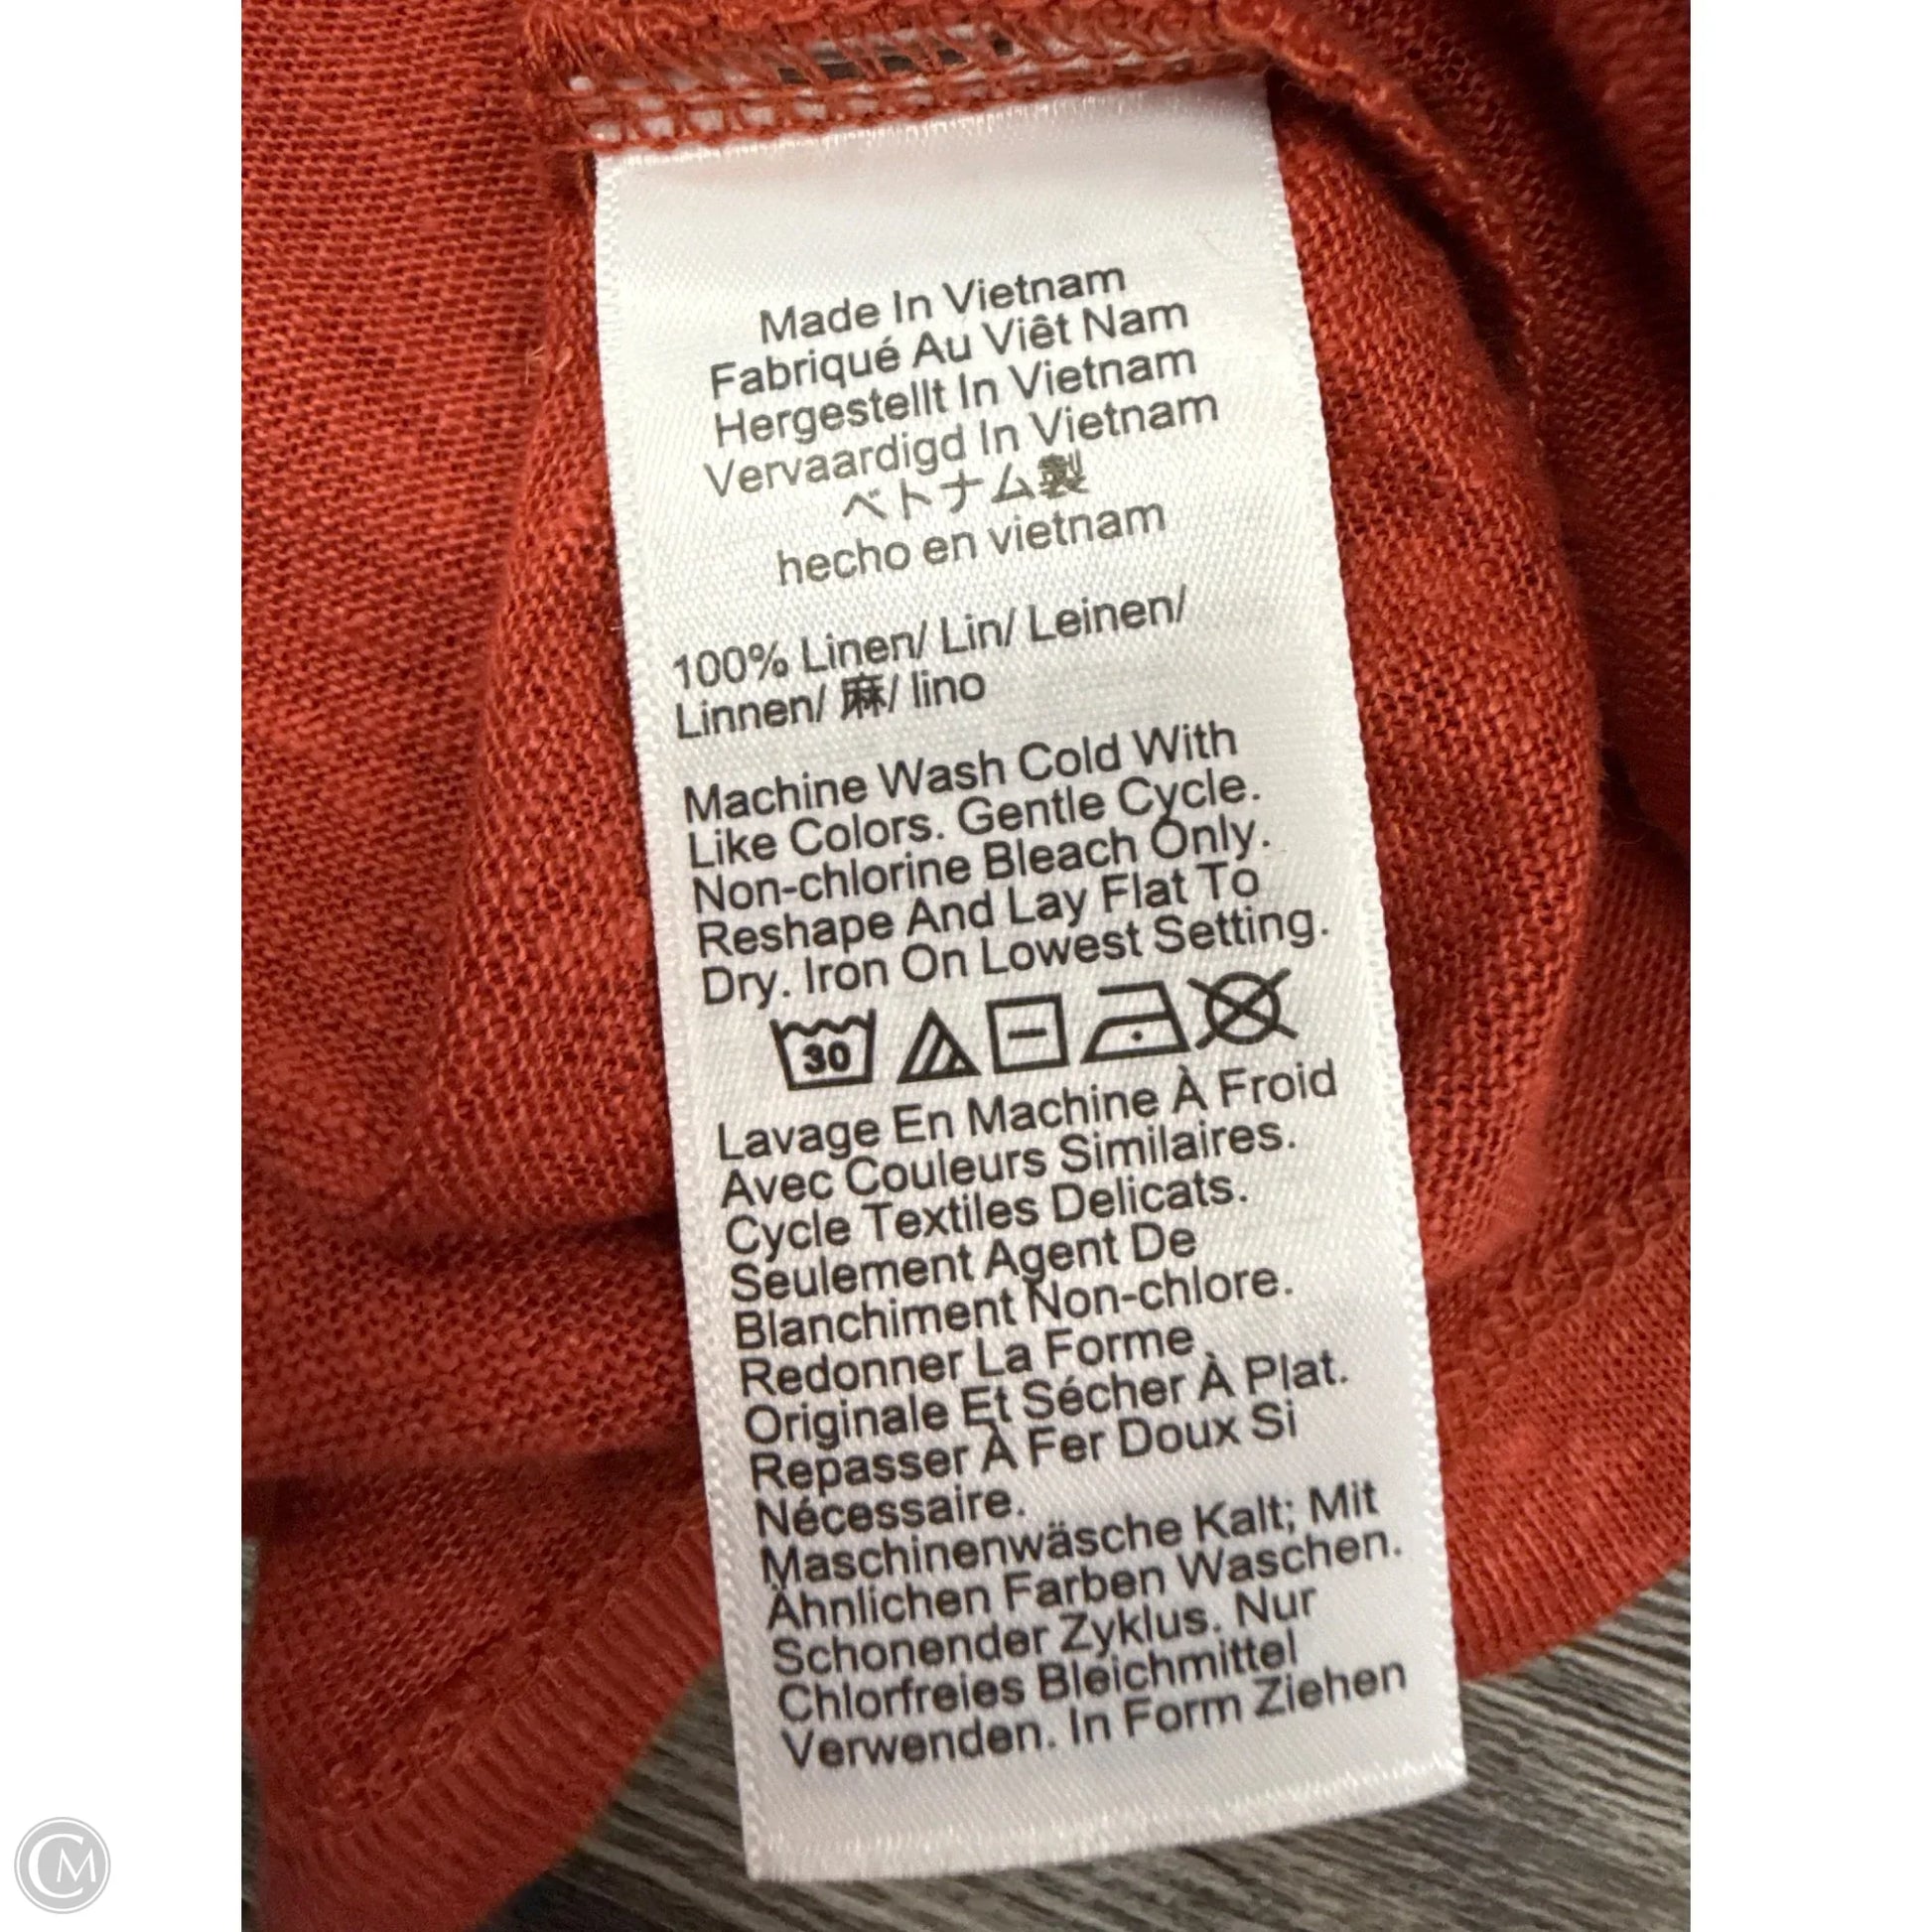 Made In Vietnam
Fabriqué Au Viêt Nam
Hergestellt In Vietnam
Vervaardigd In Vietnam
ベトナム製
hecho en vietnam
100% Linen/ Lin/ Leinen/
Linnen/ 麻/ lino
Machine Wash Cold With
Like Colors. Gentle Cycle.
Non-chlorine Bleach Only.
Reshape And Lay Flat To
Dry. Iron On Lowest Setting.
30
Lavage En Machine À Froid
Avec Couleurs Similaires.
Cycle Textiles Delicats.
Seulement Agent De
Blanchiment Non-chlore.
Redonner La Forme
Originale Et Sécher À Plat.
Repasser À Fer Doux Si
Nécessaire.
Maschinenwäsche Kalt; Mit
Ähnlichen Farben Waschen.
Schonender Zyklus. Nur
Chlorfreies Bleichmittel
Verwenden. In Form Ziehen
CM